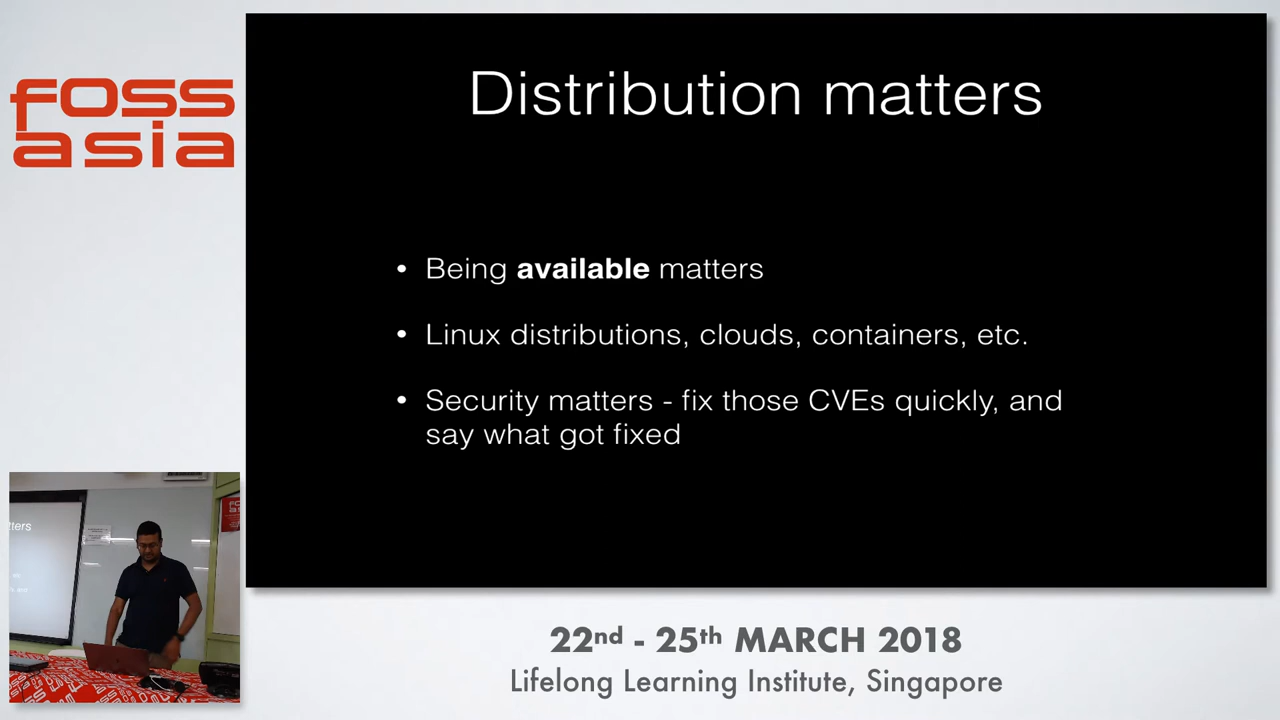 foss
asia
Distribution matters
• Being available matters
• Linux distributions, clouds, containers, etc.
• Security matters - fix those CVEs quickly, and
say what got fixed
22nd - 25th MARCH 2018
Lifelong Learning Institute, Singapore